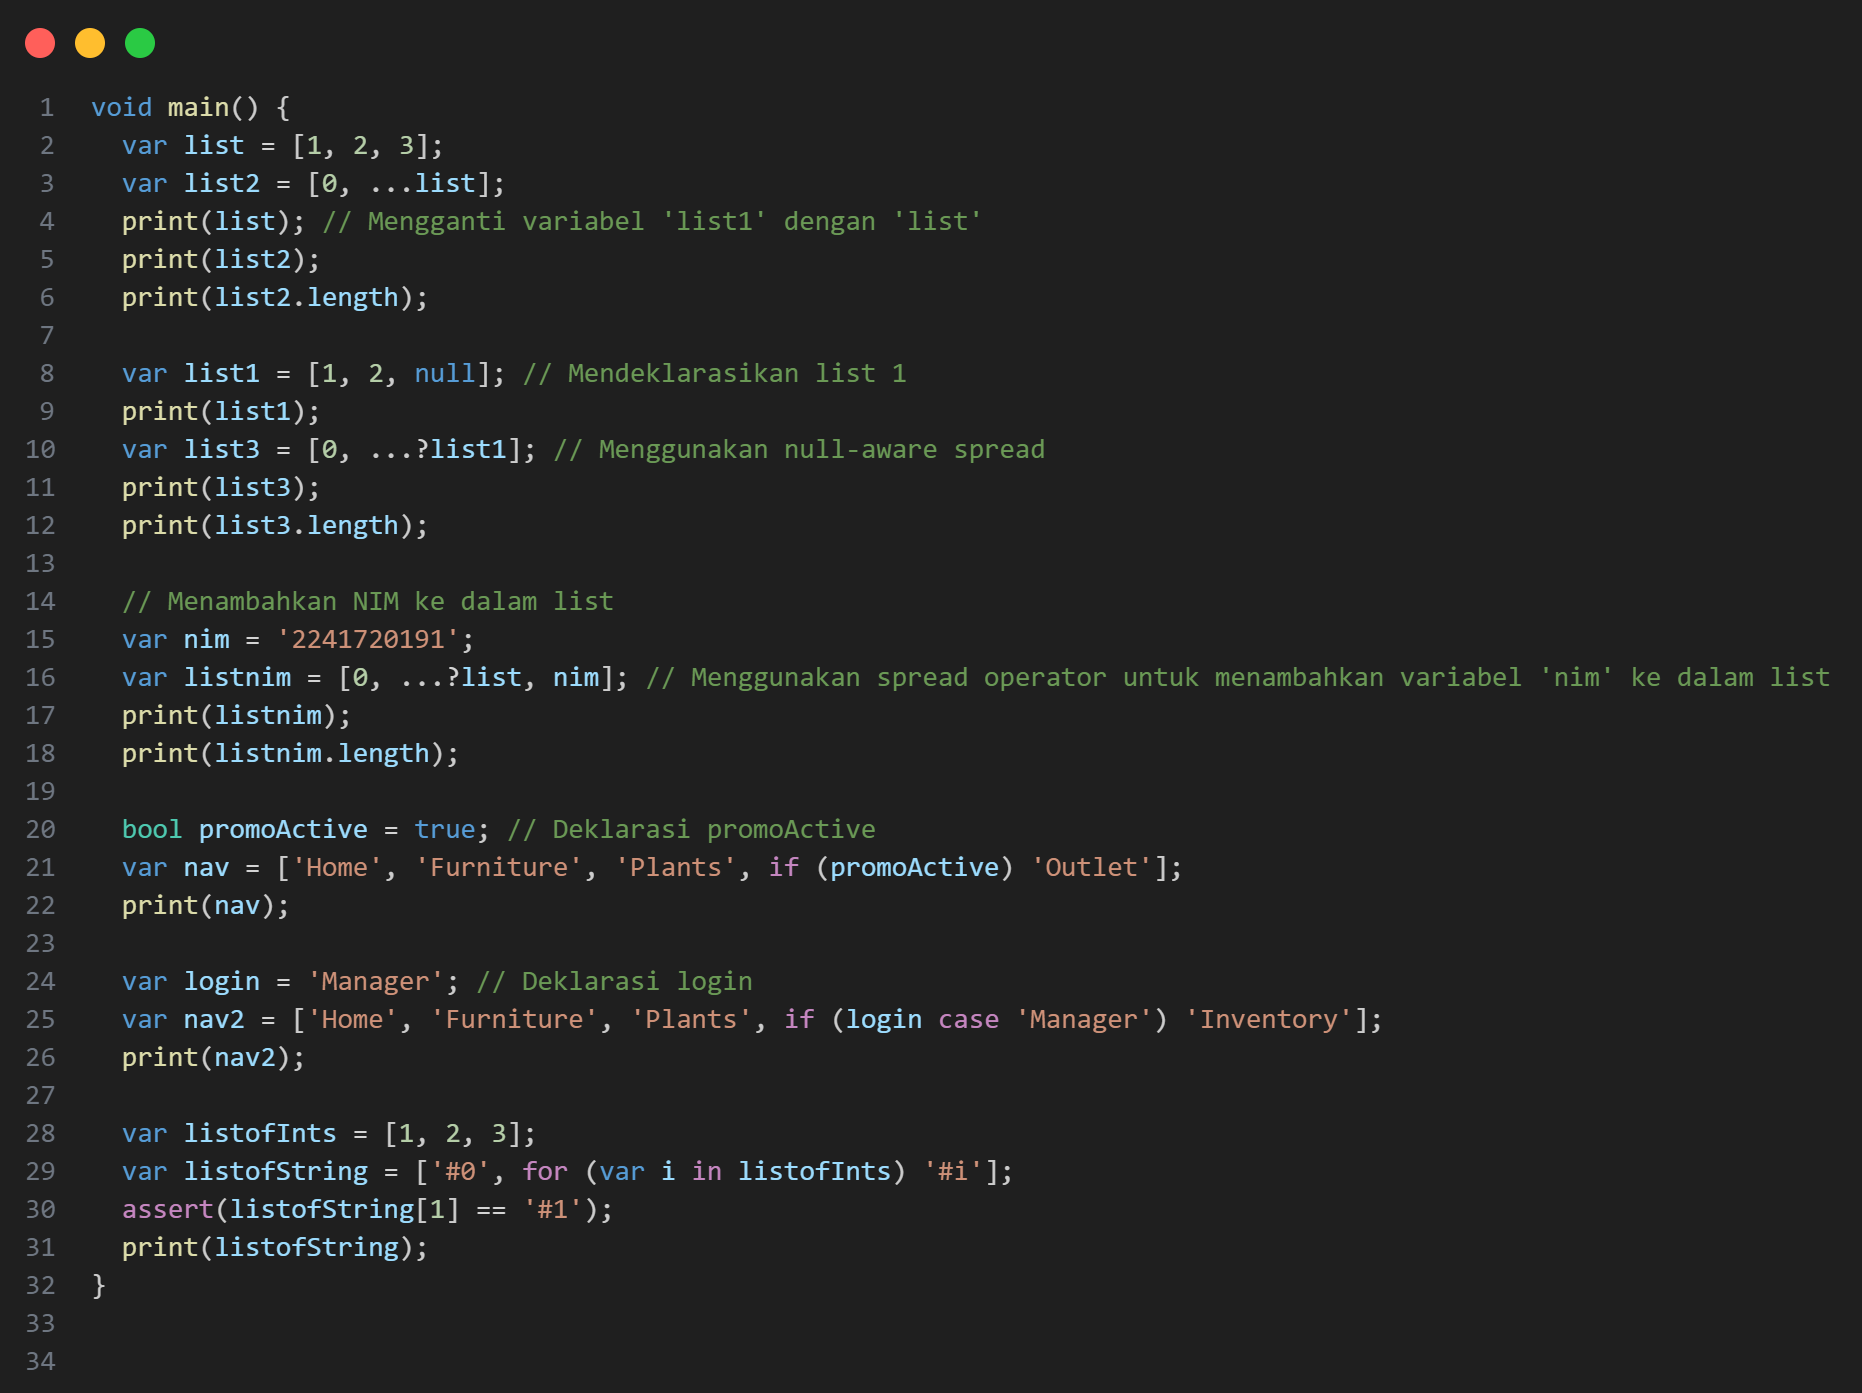 1 void main() {
2   var list = [1, 2, 3];
3   var list2 = [0, ...list];
4   print(list); // Mengganti variabel 'list1' dengan 'list'
5   print(list2);
6   print(list2.length);
7
8   var list1 = [1, 2, null]; // Mendeklarasikan list 1
9   print(list1);
10   var list3 = [0, ...?list1]; // Menggunakan null-aware spread
11   print(list3);
12   print(list3.length);
13
14   // Menambahkan NIM ke dalam list
15   var nim = '2241720191';
16   var listnim = [0, ...?list, nim]; // Menggunakan spread operator untuk menambahkan variabel 'nim' ke dalam list
17   print(listnim);
18   print(listnim.length);
19
20   bool promoActive = true; // Deklarasi promoActive
21   var nav = ['Home', 'Furniture', 'Plants', if (promoActive) 'Outlet'];
22   print(nav);
23
24   var login = 'Manager'; // Deklarasi login
25   var nav2 = ['Home', 'Furniture', 'Plants', if (login case 'Manager') 'Inventory'];
26   print(nav2);
27
28   var listofInts = [1, 2, 3];
29   var listofString = ['#0', for (var i in listofInts) '#i'];
30   assert(listofString[1] == '#1');
31   print(listofString);
32 }
33
34